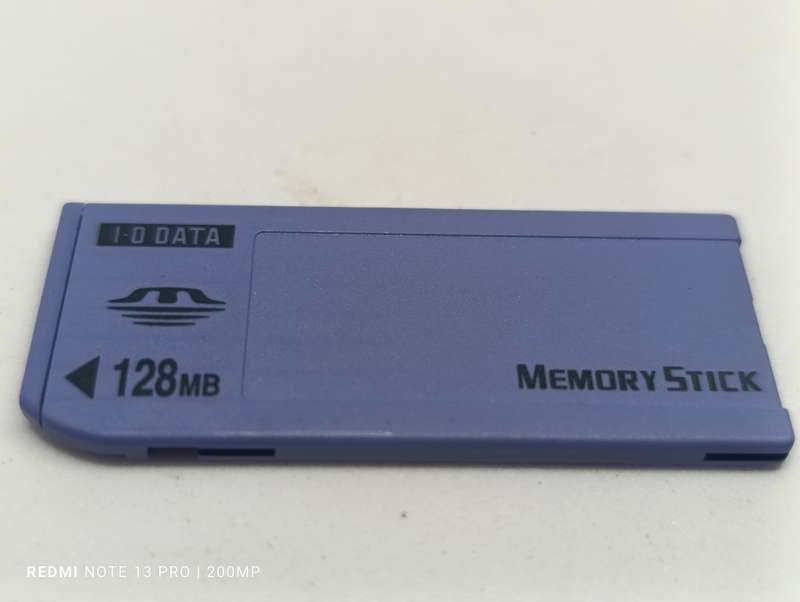 I-O DATA
128MB
MEMORY STICK
REDMI NOTE 13 PRO | 200MP